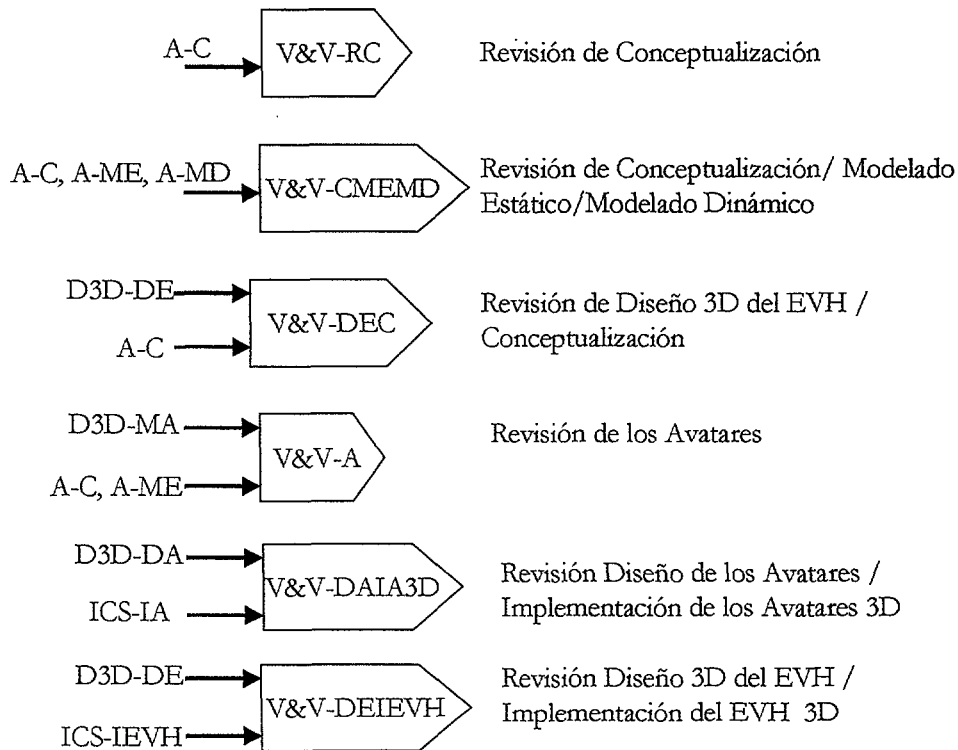 A-C
V&V-RC
Revisión de Conceptualización
A-C, A-ME, A-MD
V&V-CMEMD
Revisión de Conceptualización/ Modelado
Estático/Modelado Dinámico
D3D-DE
A-C
V&V-DEC
Revisión de Diseño 3D del EVH /
Conceptualización
D3D-MA
A-C, A-ME
V&V-A
Revisión de los Avatares
D3D-DA
ICS-IA
V&V-DAIA3D
Revisión Diseño de los Avatares /
Implementación de los Avatares 3D
D3D-DE
ICS-IEVH
V&V-DEIEVH
Revisión Diseño 3D del EVH /
Implementación del EVH 3D